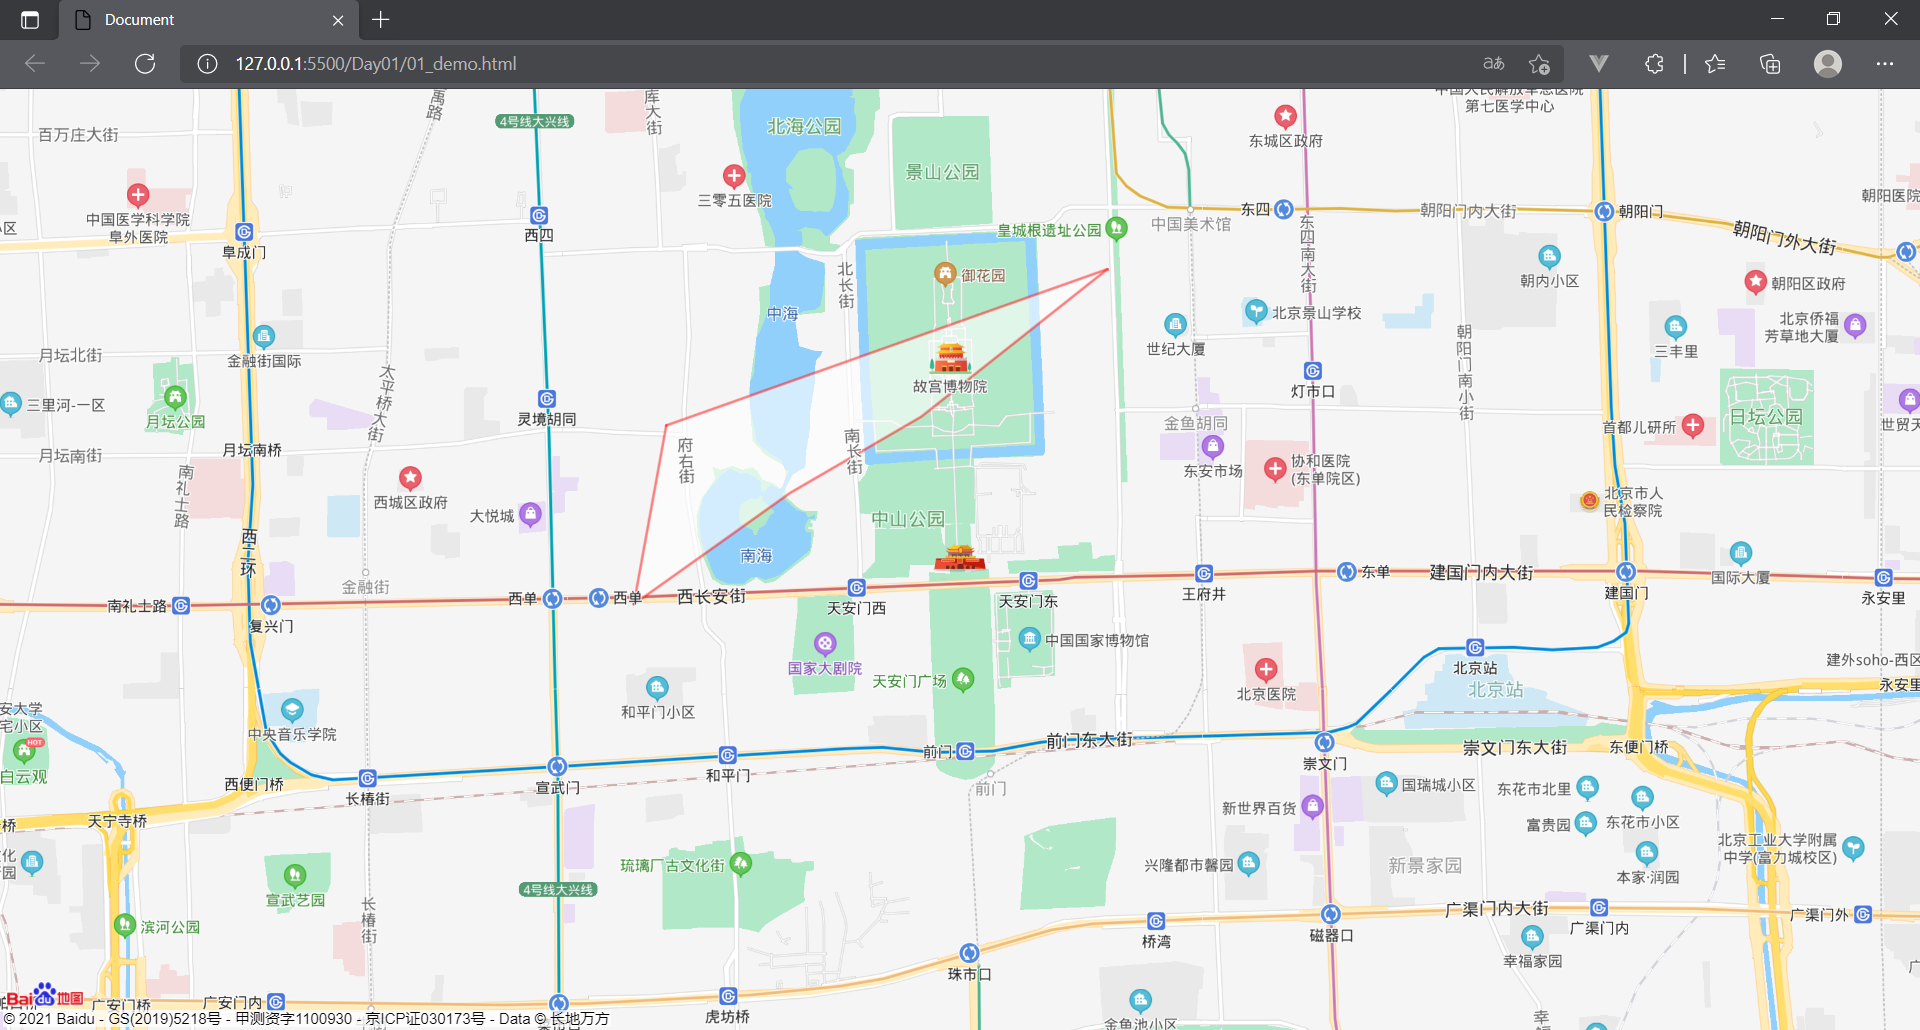 Document
127.0.0.1:5500/Day01/01_demo.html
百万庄大街
禹路
4号线大兴线
库大街
北海公园
景山公园
东城区政府
第七医学中心
三零五医院
中国医学科学院
阜外医院
阜成门
西四
皇城根遗址公园
中国美术馆
东四
朝阳门内大街
朝阳门
朝阳门外大街
朝阳医院
东四南大街
北长街
御花园
中海
朝内小区
朝阳区政府
北京景山学校
北京侨福
芳草地大厦
世纪大厦
三丰里
月坛北街
金融街国际
太平桥大街
朝阳门南小街
故宫博物院
灯市口
三里河-一区
月坛公园
灵境胡同
金鱼胡同
日坛公园
首都儿研所
世贸天
月坛南桥
月坛南街
府右街
南长街
东安市场
协和医院
(东单院区)
南礼士路
西城区政府
大悦城
中山公园
北京市人
民检察院
西二环
南海
金融街
东单
建国门内大街
国际大厦
建国门
永安里
南礼士路
复兴门
西单
西单
西长安街
天安门西
天安门东
王府井
中国国家博物馆
国家大剧院
天安门广场
北京站
北京站
建外soho-西区
永安里
北京医院
和平门小区
安大学
宅小区
HOT
白云观
中央音乐学院
前门
前门东大街
崇文门
崇文门东大街
东便门桥
西便门桥
长椿街
宣武门
和平门
前门
新世界百货
国瑞城小区
东花市北里
富贵园
东花市小区
北京工业大学附属
中学(富力城校区)
天宁寺桥
琉璃厂古文化街
兴隆都市馨园
新景家园
本家·润园
4号线大兴线
宣武艺园
长椿街
滨河公园
广渠门内大街
广渠门内
广渠门外
桥湾
磁器口
幸福家园
珠市口
Baidu地图
广安门桥
广安门内
虎坊桥
金鱼池小区
© 2021 Baidu - GS(2019)5218号 - 甲测资字1100930 - 京ICP证030173号 - Data © 长地万方